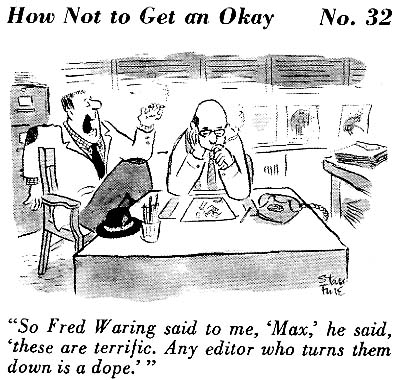 How Not to Get an Okay No. 32
Stan
Fine
"So Fred Waring said to me, 'Max,' he said,
'these are terrific. Any editor who turns them
down is a dope.' "